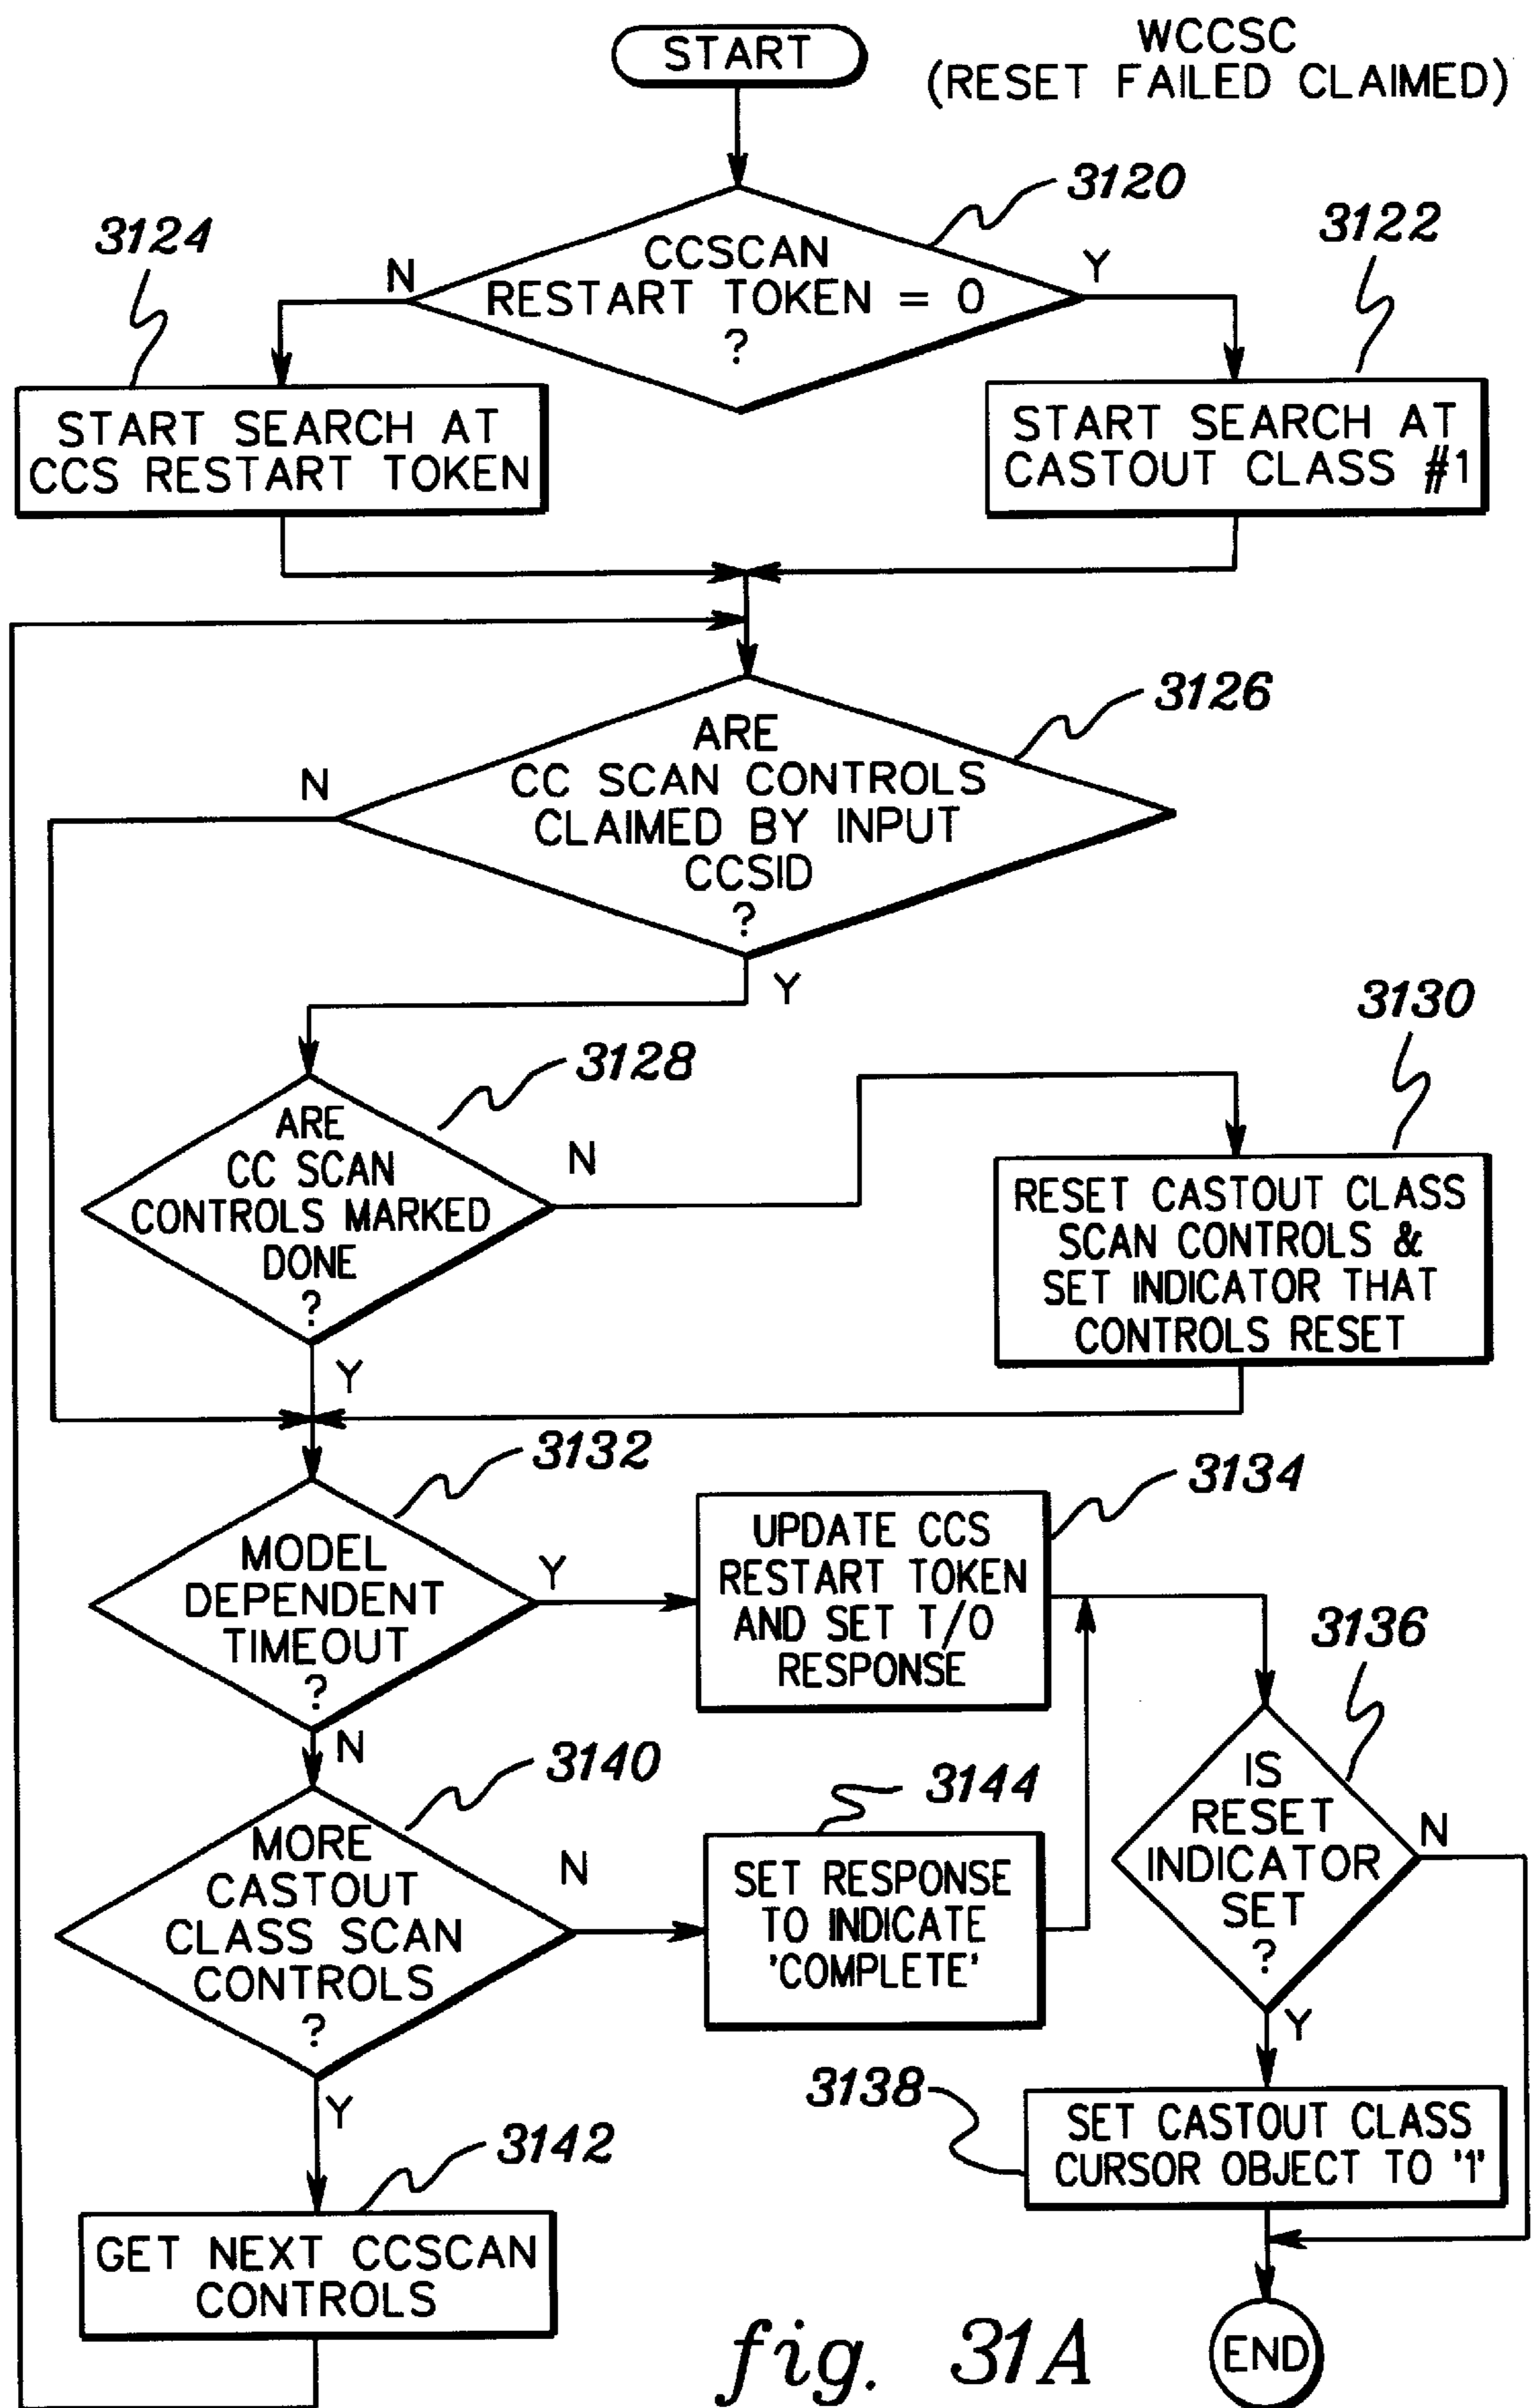 START
WCCSC
(RESET FAILED CLAIMED)
3120
3124
3122
N
CCSCAN
RESTART TOKEN = 0
?
Y
START SEARCH AT
CCS RESTART TOKEN
START SEARCH AT
CASTOUT CLASS #1
3126
ARE
CC SCAN CONTROLS
CLAIMED BY INPUT
CCSID
?
N
Y
3128
3130
ARE
CC SCAN
CONTROLS MARKED
DONE
?
N
Y
RESET CASTOUT CLASS
SCAN CONTROLS &
SET INDICATOR THAT
CONTROLS RESET
3132
3134
MODEL
DEPENDENT
TIMEOUT
?
Y
N
UPDATE CCS
RESTART TOKEN
AND SET T/O
RESPONSE
3136
3140
3144
IS
RESET
INDICATOR
SET
?
N
Y
MORE
CASTOUT
CLASS SCAN
CONTROLS
?
N
Y
SET RESPONSE
TO INDICATE
'COMPLETE'
3138
SET CASTOUT CLASS
CURSOR OBJECT TO '1'
3142
GET NEXT CCSCAN
CONTROLS
END
fig. 31A